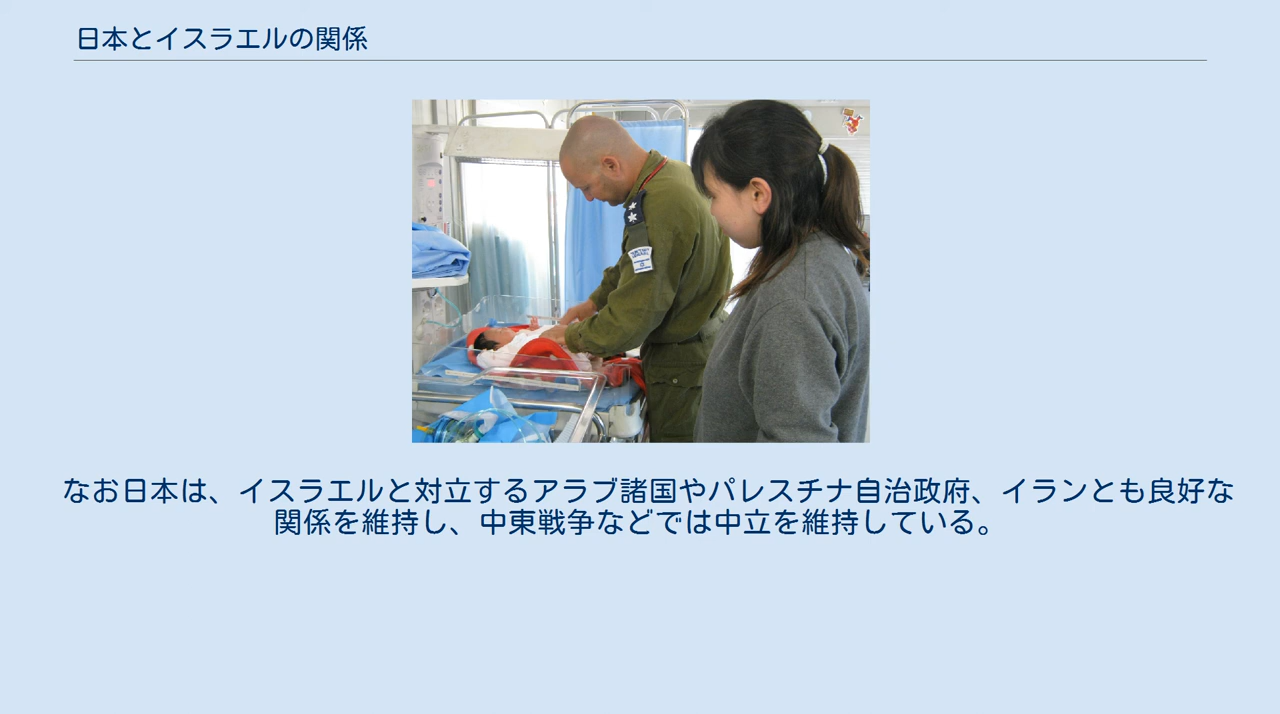 日本とイスラエルの関係
なお日本は、イスラエルと対立するアラブ諸国やパレスチナ自治政府、イランとも良好な
関係を維持し、中東戦争などでは中立を維持している。